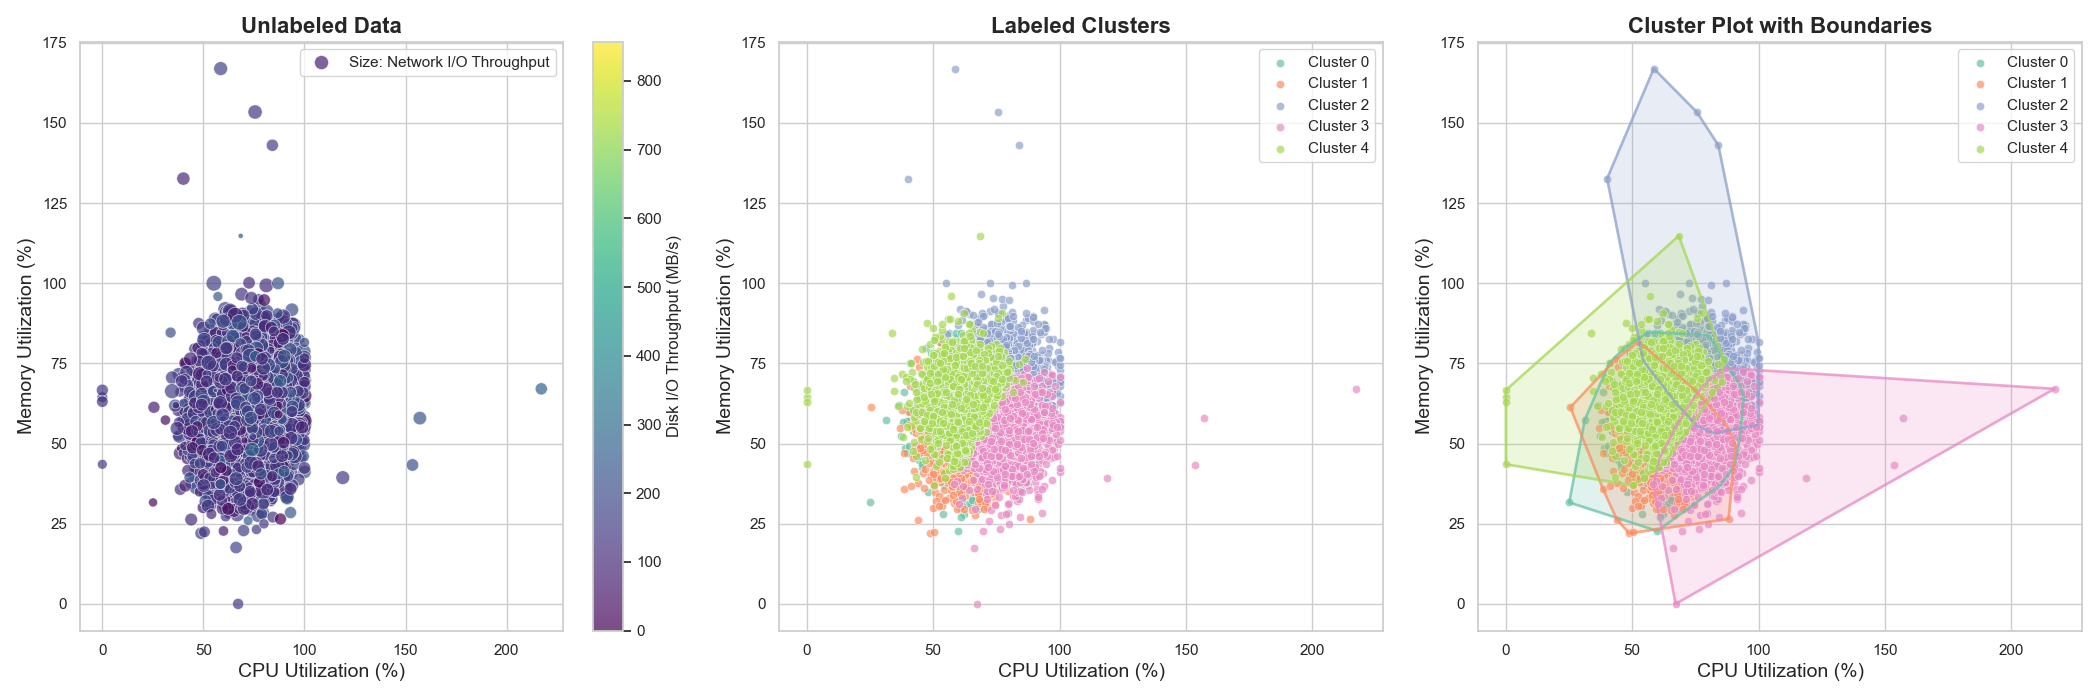 Unlabeled Data
Size: Network I/O Throughput
175
150
125
100
75
50
25
0
Memory Utilization (%)
0
50
100
150
200
CPU Utilization (%)
800
700
600
500
400
300
200
100
0
Disk I/O Throughput (MB/s)
Labeled Clusters
Cluster 0
Cluster 1
Cluster 2
Cluster 3
Cluster 4
175
150
125
100
75
50
25
0
Memory Utilization (%)
0
50
100
150
200
CPU Utilization (%)
Cluster Plot with Boundaries
Cluster 0
Cluster 1
Cluster 2
Cluster 3
Cluster 4
175
150
125
100
75
50
25
0
Memory Utilization (%)
0
50
100
150
200
CPU Utilization (%)